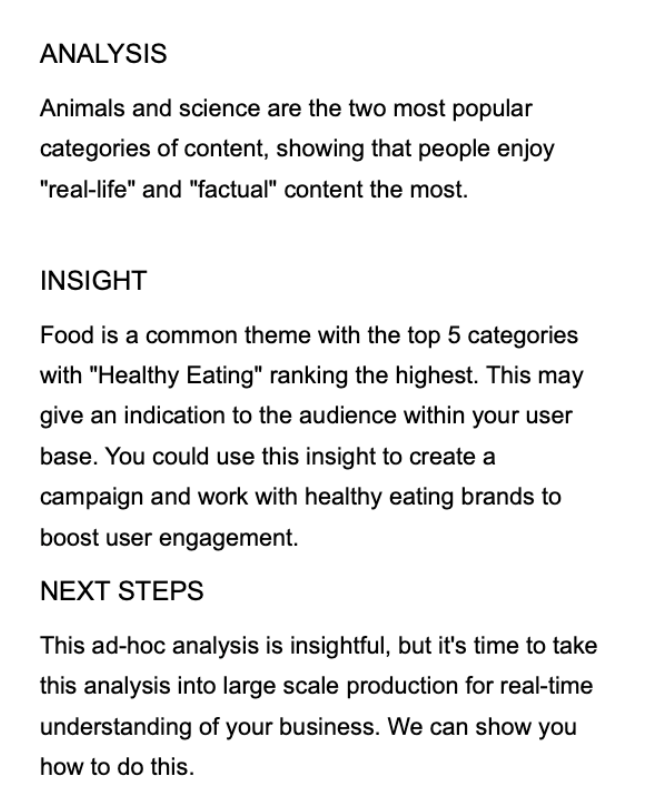 ANALYSIS
Animals and science are the two most popular
categories of content, showing that people enjoy
"real-life" and "factual" content the most.
INSIGHT
Food is a common theme with the top 5 categories
with "Healthy Eating" ranking the highest. This may
give an indication to the audience within your user
base. You could use this insight to create a
campaign and work with healthy eating brands to
boost user engagement.
NEXT STEPS
This ad-hoc analysis is insightful, but it's time to take
this analysis into large scale production for real-time
understanding of your business. We can show you
how to do this.